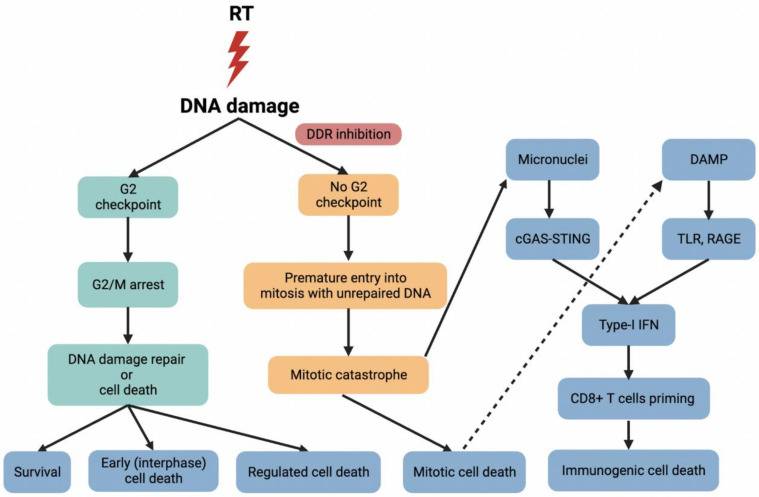 RT
DNA damage
DDR inhibition
G2
checkpoint
No G2
checkpoint
Micronuclei
DAMP
cGAS-STING
TLR, RAGE
G2/M arrest
Premature entry into
mitosis with unrepaired DNA
Type-I IFN
DNA damage repair
or
cell death
Mitotic catastrophe
CD8+ T cells priming
Survival
Early (interphase)
cell death
Regulated cell death
Mitotic cell death
Immunogenic cell death